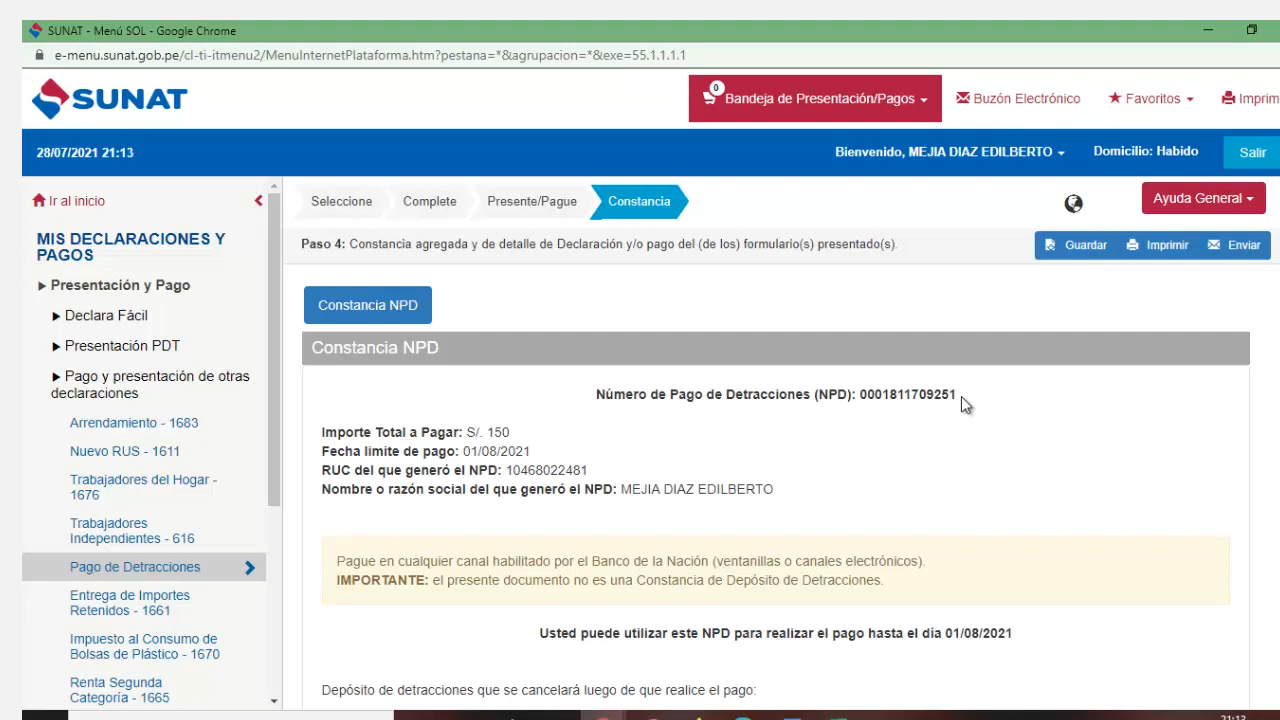 SUNAT - Menú SOL - Google Chrome
e-menu.sunat.gob.pe/cl-ti-itmenu2/MenuInternetPlataforma.htm?pestana=*&agrupacion=*&exe=55.1.1.1.1
SUNAT
0
Bandeja de Presentación/Pagos
Buzón Electrónico
Favoritos
Imprim
28/07/2021 21:13
Bienvenido, MEJIA DIAZ EDILBERTO
Domicilio: Habido
Salir
Ir al inicio
MIS DECLARACIONES Y
PAGOS
Presentación y Pago
Declara Fácil
Presentación PDT
Pago y presentación de otras
declaraciones
Arrendamiento - 1683
Nuevo RUS - 1611
Trabajadores del Hogar -
1676
Trabajadores
Independientes - 616
Pago de Detracciones
Entrega de Importes
Retenidos - 1661
Impuesto al Consumo de
Bolsas de Plástico - 1670
Renta Segunda
Categoría - 1665
Seleccione
Complete
Presente/Pague
Constancia
Ayuda General
Paso 4: Constancia agregada y de detalle de Declaración y/o pago del (de los) formulario(s) presentado(s).
Guardar
Imprimir
Enviar
Constancia NPD
Constancia NPD
Número de Pago de Detracciones (NPD): 0001811709251
Importe Total a Pagar: S/. 150
Fecha limite de pago: 01/08/2021
RUC del que generó el NPD: 10468022481
Nombre o razón social del que generó el NPD: MEJIA DIAZ EDILBERTO
Pague en cualquier canal habilitado por el Banco de la Nación (ventanillas o canales electrónicos).
IMPORTANTE: el presente documento no es una Constancia de Depósito de Detracciones.
Usted puede utilizar este NPD para realizar el pago hasta el día 01/08/2021
Depósito de detracciones que se cancelará luego de que realice el pago:
21:13